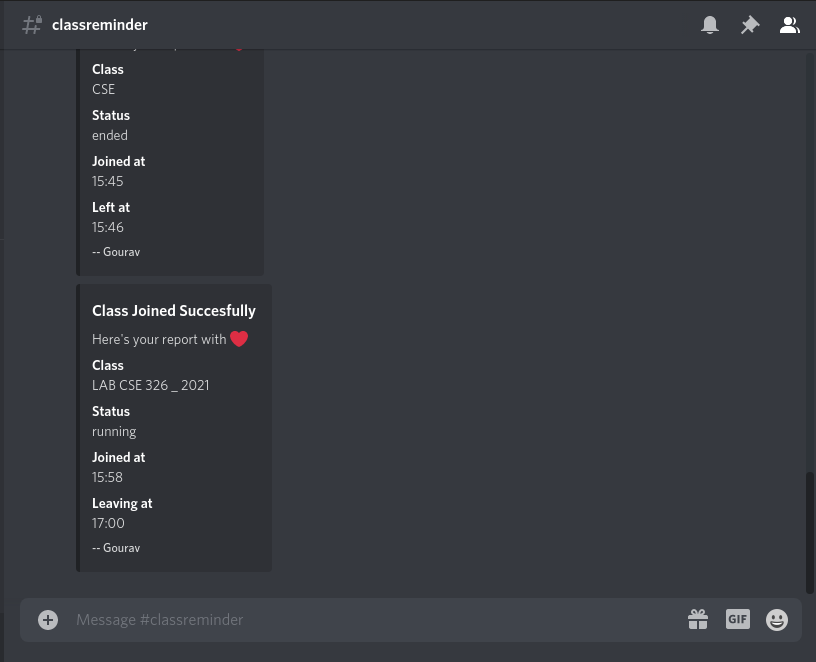 classreminder
Class
CSE
Status
ended
Joined at
15:45
Left at
15:46
-- Gourav
Class Joined Succesfully
Here's your report with ❤️
Class
LAB CSE 326 _ 2021
Status
running
Joined at
15:58
Leaving at
17:00
-- Gourav
Message #classreminder
GIF